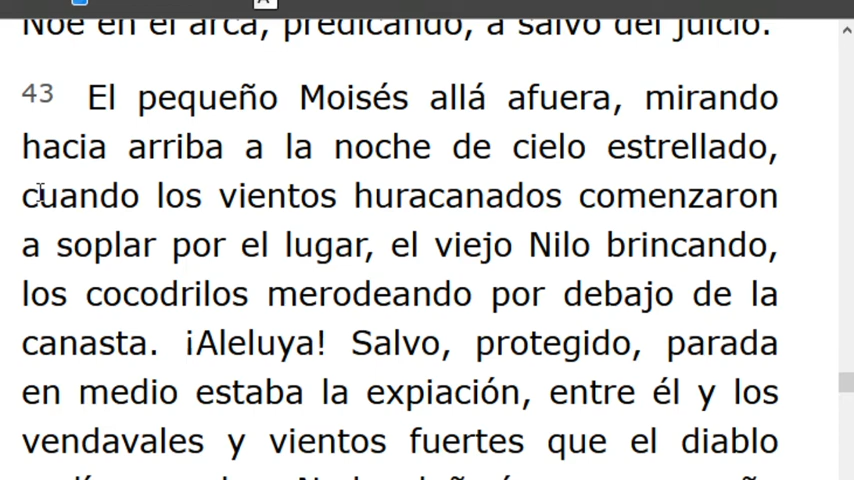 Noé en el arca, predicando, a salvo del juicio.
43 El pequeño Moisés allá afuera, mirando
hacia arriba a la noche de cielo estrellado,
cuando los vientos huracanados comenzaron
a soplar por el lugar, el viejo Nilo brincando,
los cocodrilos merodeando por debajo de la
canasta. ¡Aleluya! Salvo, protegido, parada
en medio estaba la expiación, entre él y los
vendavales y vientos fuertes que el diablo